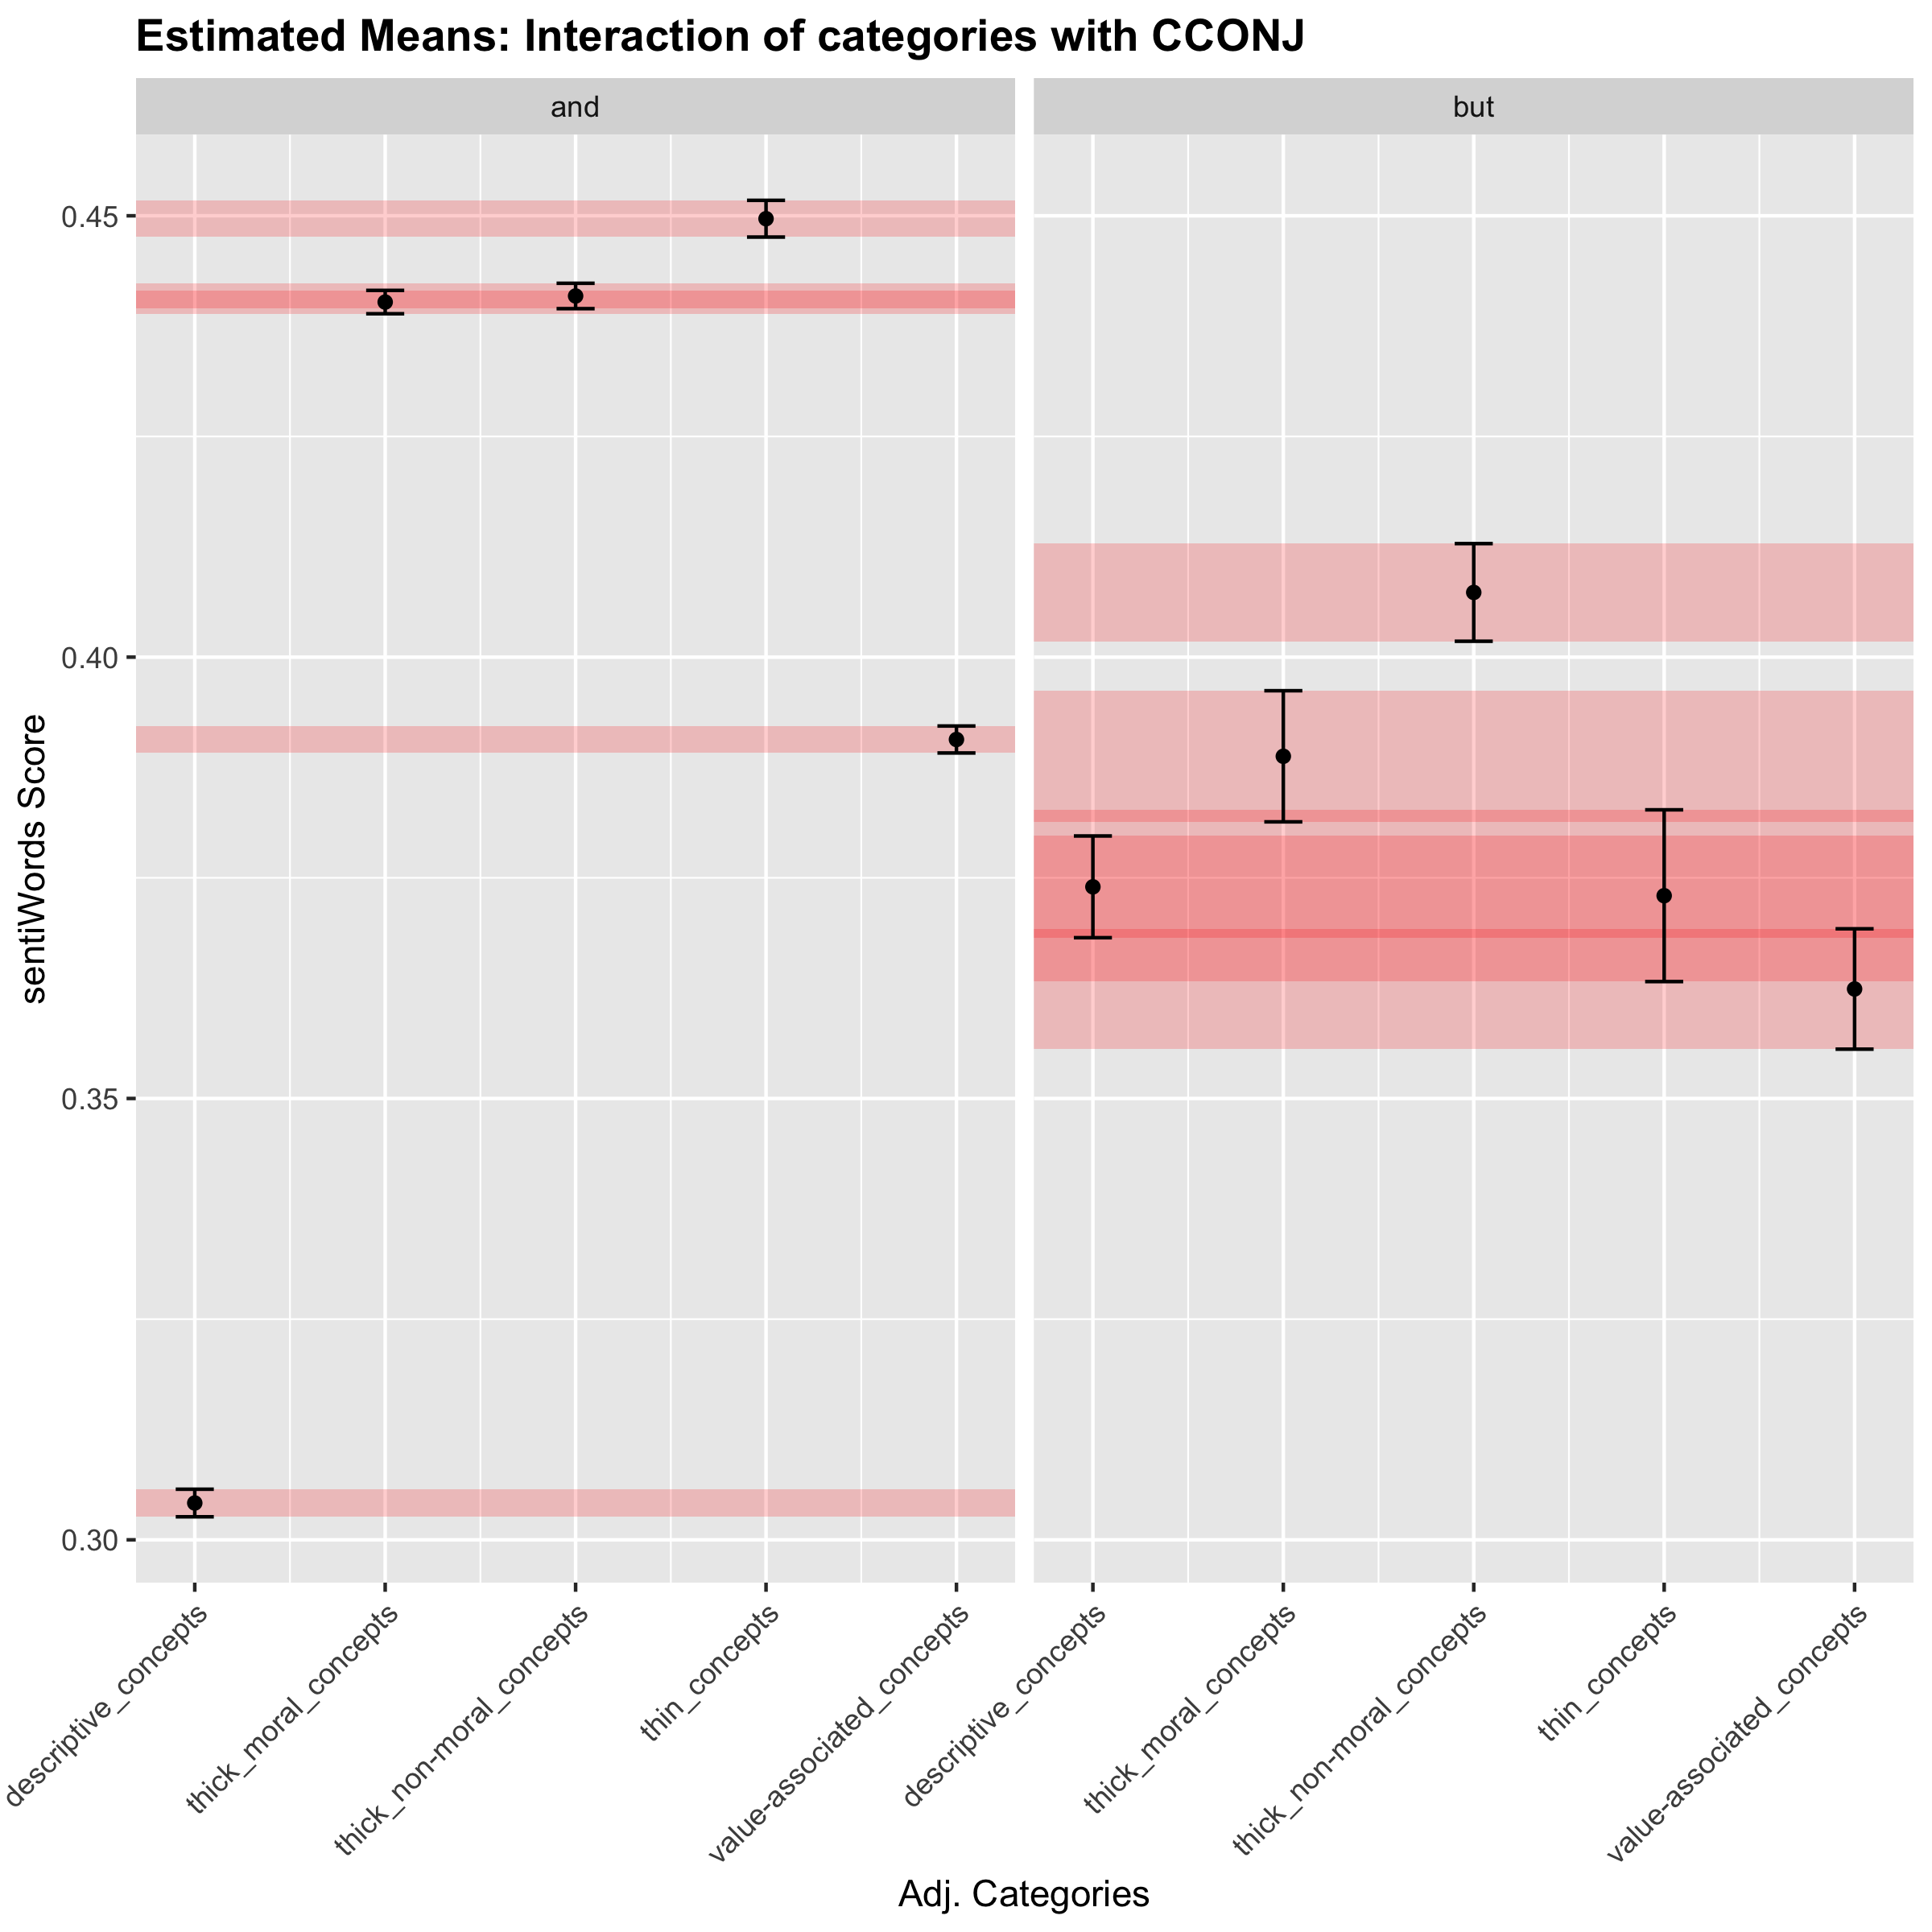 Estimated Means: Interaction of categories with CCONJ
and
but
sentiWords Score
0.45
0.40
0.35
0.30
descriptive_concepts
thick_moral_concepts
thick_non-moral_concepts
thin_concepts
value-associated_concepts
descriptive_concepts
thick_moral_concepts
thick_non-moral_concepts
thin_concepts
value-associated_concepts
Adj. Categories